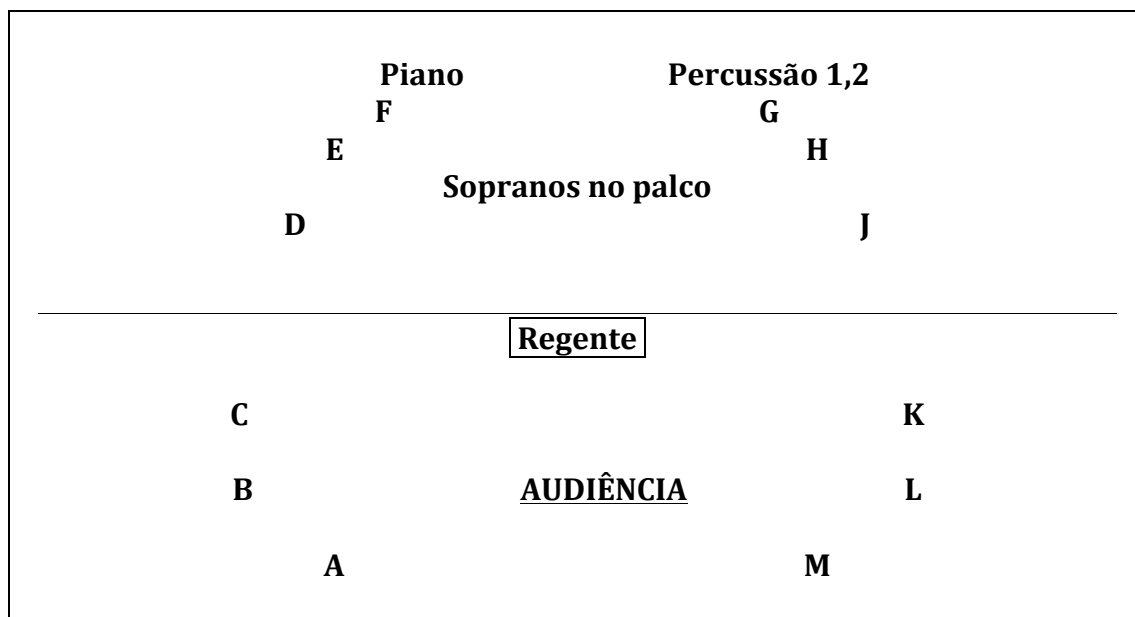 Piano Percussão 1,2
F G
E H
Sopranos no palco
D J
Regente
C K
B AUDIÊNCIA L
A M